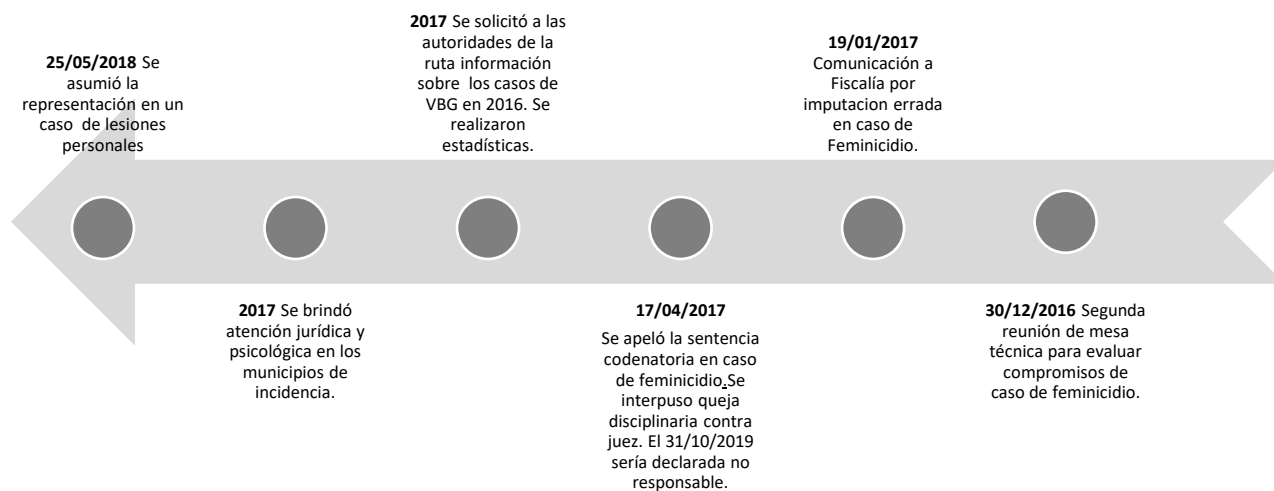 25/05/2018 Se
asumió la
representación en un
caso de lesiones
personales
2017 Se brindó
atención jurídica y
psicológica en los
municipios de
incidencia.
2017 Se solicitó a las
autoridades de la
ruta información
sobre los casos de
VBG en 2016. Se
realizaron
estadísticas.
17/04/2017
Se apeló la sentencia
codenatoria en caso
de feminicidio.Se
interpuso queja
disciplinaria contra
juez. El 31/10/2019
sería declarada no
responsable.
19/01/2017
Comunicación a
Fiscalía por
imputacion errada
en caso de
Feminicidio.
30/12/2016 Segunda
reunión de mesa
técnica para evaluar
compromisos de
caso de feminicidio.